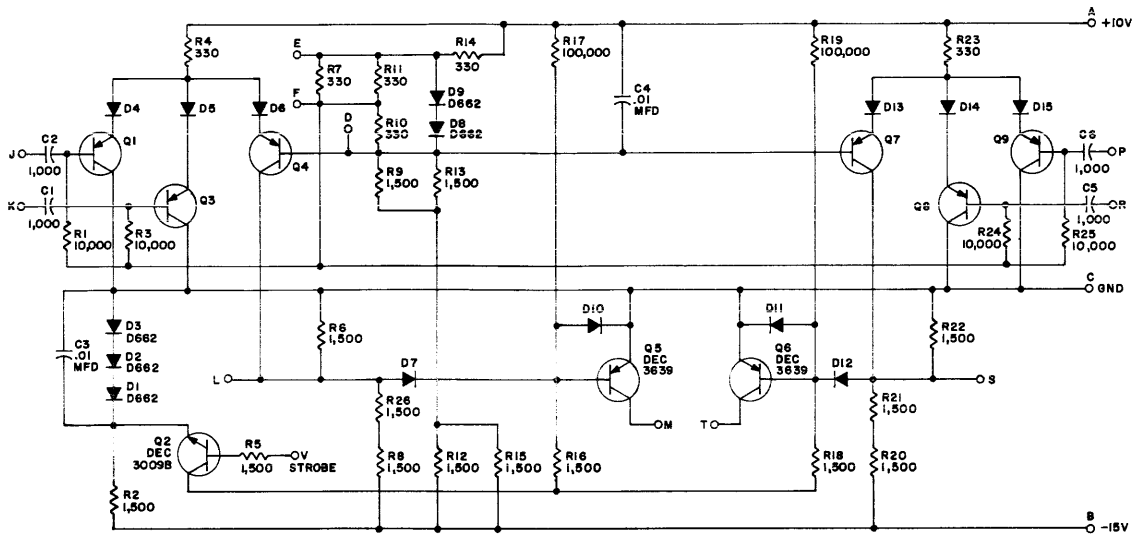 A
+10V
R4
330
E
R14
330
R17
100,000
R19
100,000
R23
330
R7
330
R11
330
D9
D662
C4
.01
MFD
F
D4
D5
D6
D
R10
330
D8
D662
D13
D14
D15
C2
1,000
J
Q1
Q4
Q7
Q9
C6
1,000
P
C1
1,000
K
Q3
R9
1,500
R13
1,500
Q8
C5
1,000
R
R1
10,000
R3
10,000
R24
10,000
R25
10,000
C
GND
C3
.01
MFD
D3
D662
D2
D662
D1
D662
R6
1,500
D10
D11
R22
1,500
L
D7
Q5
DEC
3639
Q6
DEC
3639
D12
S
R26
1,500
M
T
R21
1,500
Q2
DEC
3009B
R5
1,500
V
STROBE
R8
1,500
R12
1,500
R15
1,500
R16
1,500
R18
1,500
R20
1,500
R2
1,500
B
-15V